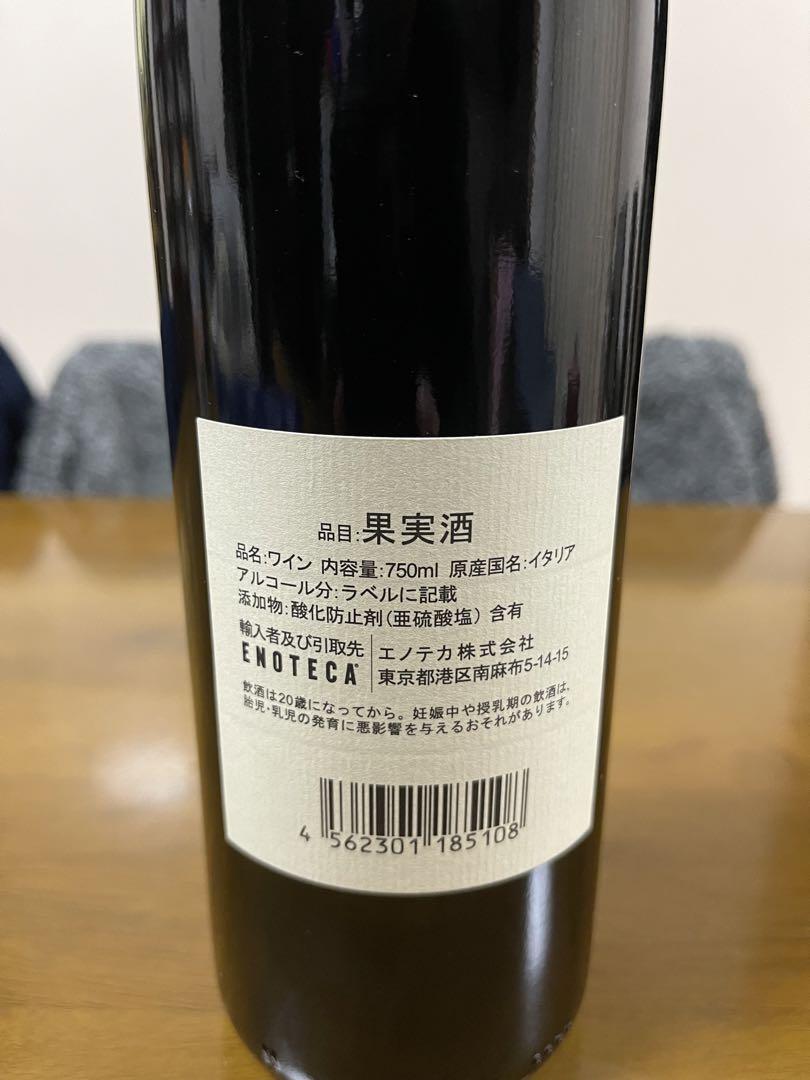 品目:果実酒
品名:ワイン 内容量:750ml 原産国名:イタリア
アルコール分:ラベルに記載
添加物:酸化防止剤(亜硫酸塩) 含有
輸入者及び引取先
ENOTECA®
エノテカ株式会社
東京都港区南麻布5-14-15
飲酒は20歳になってから。妊娠中や授乳期の飲酒は、
胎児・乳児の発育に悪影響を与えるおそれがあります。
4 562301 185108